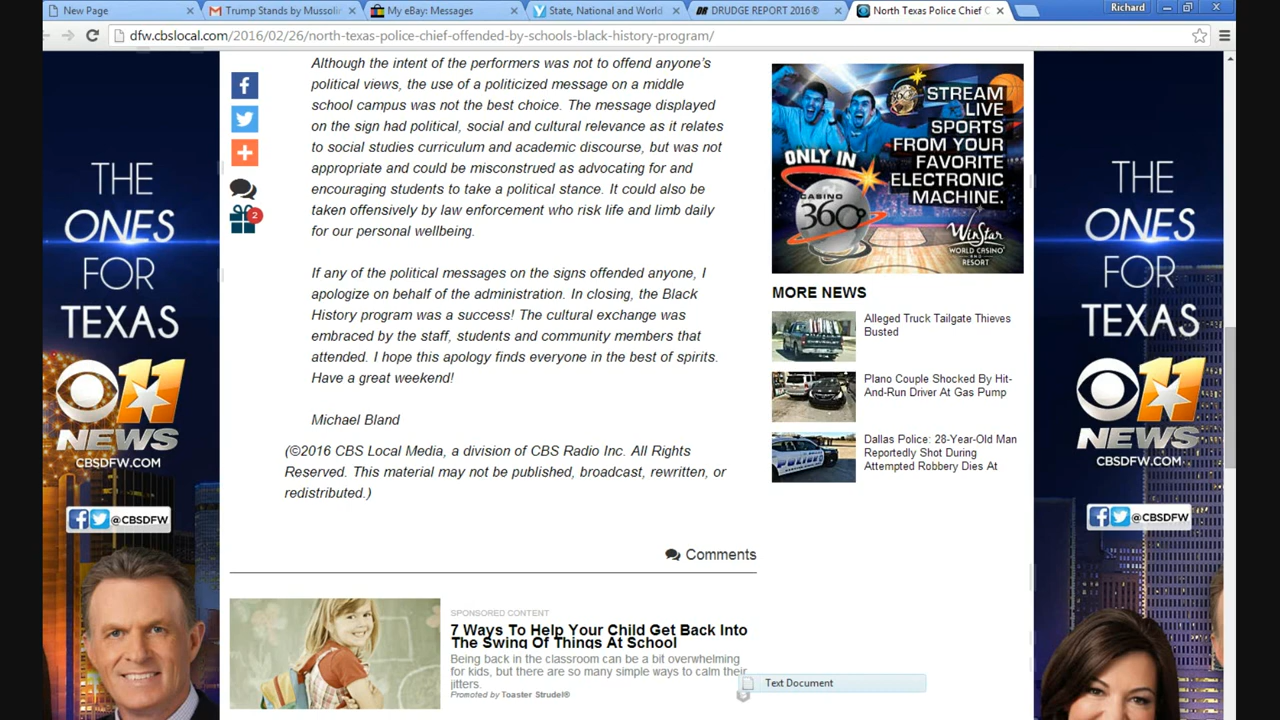 New Page
Trump Stands by Mussolin
My eBay: Messages
State, National and World
DRUDGE REPORT 2016®
North Texas Police Chief C
Richard
dfw.cbslocal.com/2016/02/26/north-texas-police-chief-offended-by-schools-black-history-program/
Although the intent of the performers was not to offend anyone's
political views, the use of a politicized message on a middle
school campus was not the best choice. The message displayed
on the sign had political, social and cultural relevance as it relates
to social studies curriculum and academic discourse, but was not
appropriate and could be misconstrued as advocating for and
encouraging students to take a political stance. It could also be
taken offensively by law enforcement who risk life and limb daily
for our personal wellbeing.
If any of the political messages on the signs offended anyone, I
apologize on behalf of the administration. In closing, the Black
History program was a success! The cultural exchange was
embraced by the staff, students and community members that
attended. I hope this apology finds everyone in the best of spirits.
Have a great weekend!
Michael Bland
(©2016 CBS Local Media, a division of CBS Radio Inc. All Rights
Reserved. This material may not be published, broadcast, rewritten, or
redistributed.)
Comments
2
SPONSORED CONTENT
7 Ways To Help Your Child Get Back Into
The Swing Of Things At School
Being back in the classroom can be a bit overwhelming
for kids, but there are so many simple ways to calm their
jitters.
Promoted by Toaster Strudel®
Text Document
STREAM
LIVE
SPORTS
FROM YOUR
FAVORITE
ELECTRONIC
MACHINE.
ONLY IN
CASINO
360°
WinStar
WORLD CASINO
AND
RESORT
MORE NEWS
Alleged Truck Tailgate Thieves
Busted
Plano Couple Shocked By Hit-
And-Run Driver At Gas Pump
Dallas Police: 28-Year-Old Man
Reportedly Shot During
Attempted Robbery Dies At
THE
ONES
FOR
TEXAS
11
NEWS
CBSDFW.COM
@CBSDFW
THE
ONES
FOR
TEXAS
11
NEWS
CBSDFW.COM
@CBSDFW